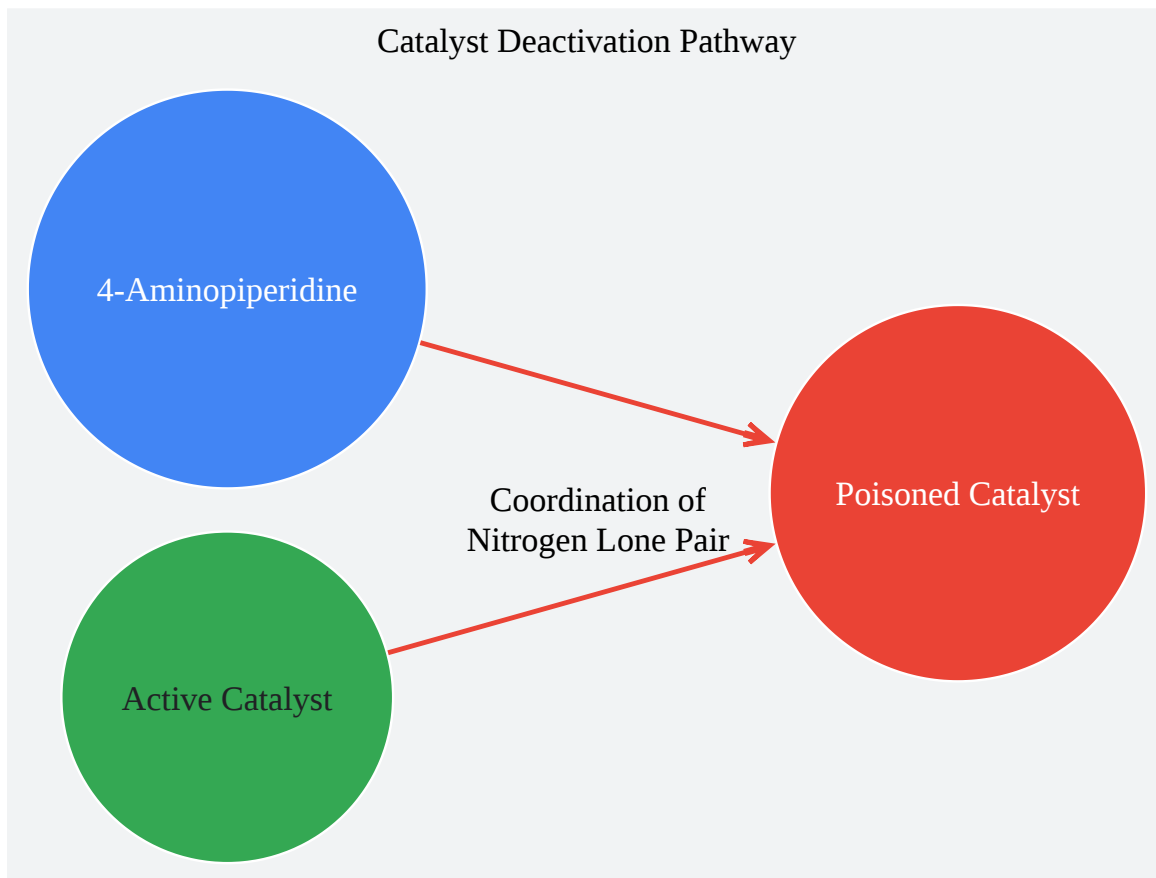 Catalyst Deactivation Pathway
4-Aminopiperidine
Coordination of
Nitrogen Lone Pair
Poisoned Catalyst
Active Catalyst